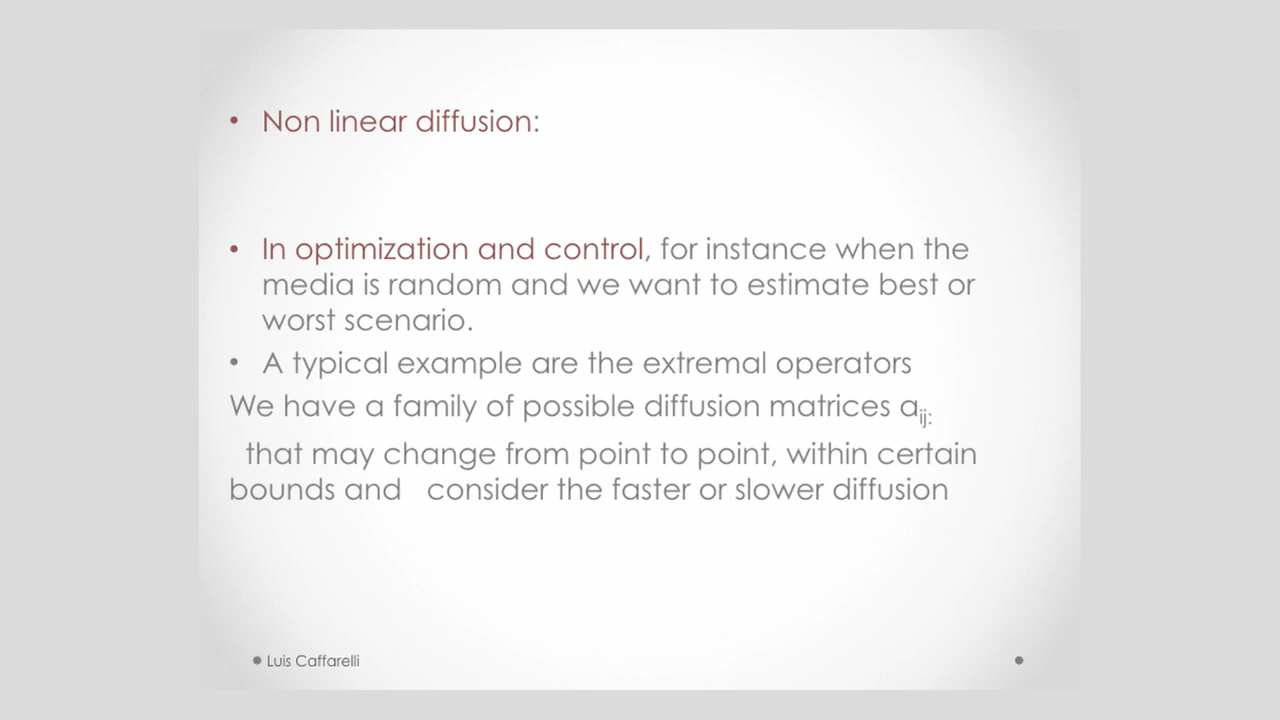 • Non linear diffusion:
• In optimization and control, for instance when the
media is random and we want to estimate best or
worst scenario.
• A typical example are the extremal operators
We have a family of possible diffusion matrices aij:
that may change from point to point, within certain
bounds and consider the faster or slower diffusion
• Luis Caffarelli